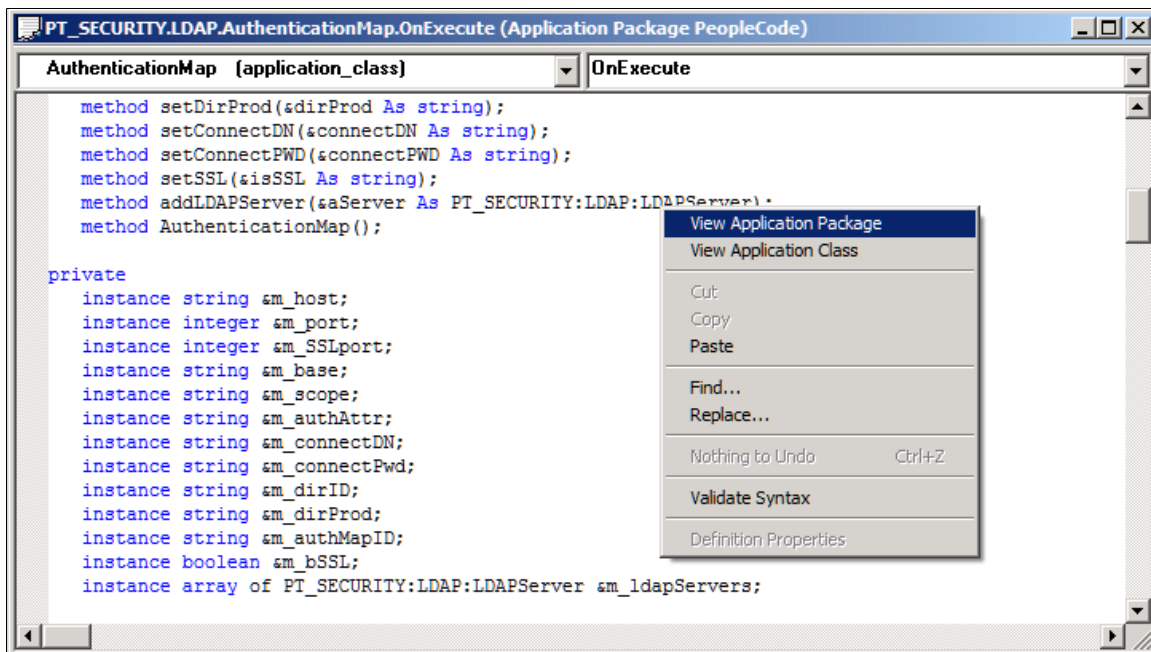 PT_SECURITY.LDAP.AuthenticationMap.OnExecute (Application Package PeopleCode)
AuthenticationMap (application_class) OnExecute
method setDirProd(&dirProd As string);
method setConnectDN(&connectDN As string);
method setConnectPWD(&connectPWD As string);
method setSSL(&isSSL As string);
method addLDAPServer(&aServer As PT_SECURITY:LDAP:LDAPServer);
method AuthenticationMap();
private
instance string &m_host;
instance integer &m_port;
instance integer &m_SSLport;
instance string &m_base;
instance string &m_scope;
instance string &m_authAttr;
instance string &m_connectDN;
instance string &m_connectPwd;
instance string &m_dirID;
instance string &m_dirProd;
instance string &m_authMapID;
instance boolean &m_bSSL;
instance array of PT_SECURITY:LDAP:LDAPServer &m_ldapServers;
View Application Package
View Application Class
Cut
Copy
Paste
Find...
Replace...
Nothing to Undo Ctrl+Z
Validate Syntax
Definition Properties